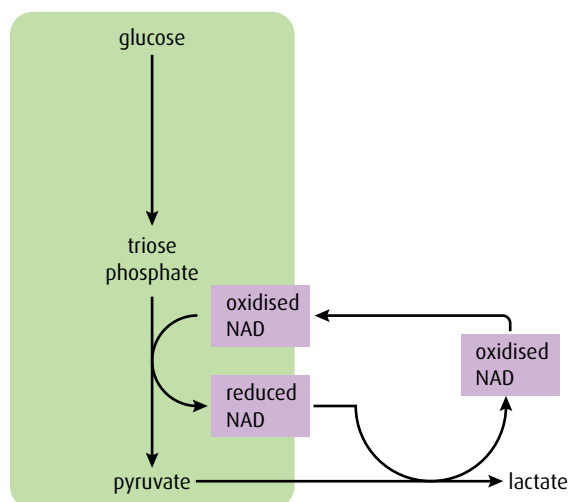 glucose
triose
phosphate
oxidised
NAD
oxidised
NAD
reduced
NAD
pyruvate
lactate